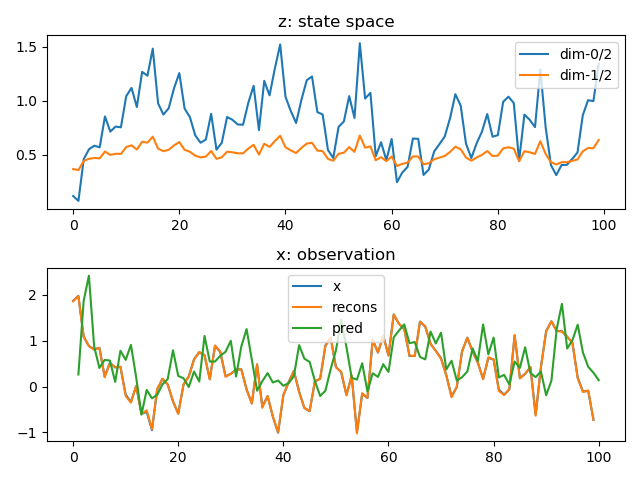 z: state space
1.5
1.0
0.5
dim-0/2
dim-1/2
0 20 40 60 80 100
x: observation
2
1
0
−1
x
recons
pred
0 20 40 60 80 100